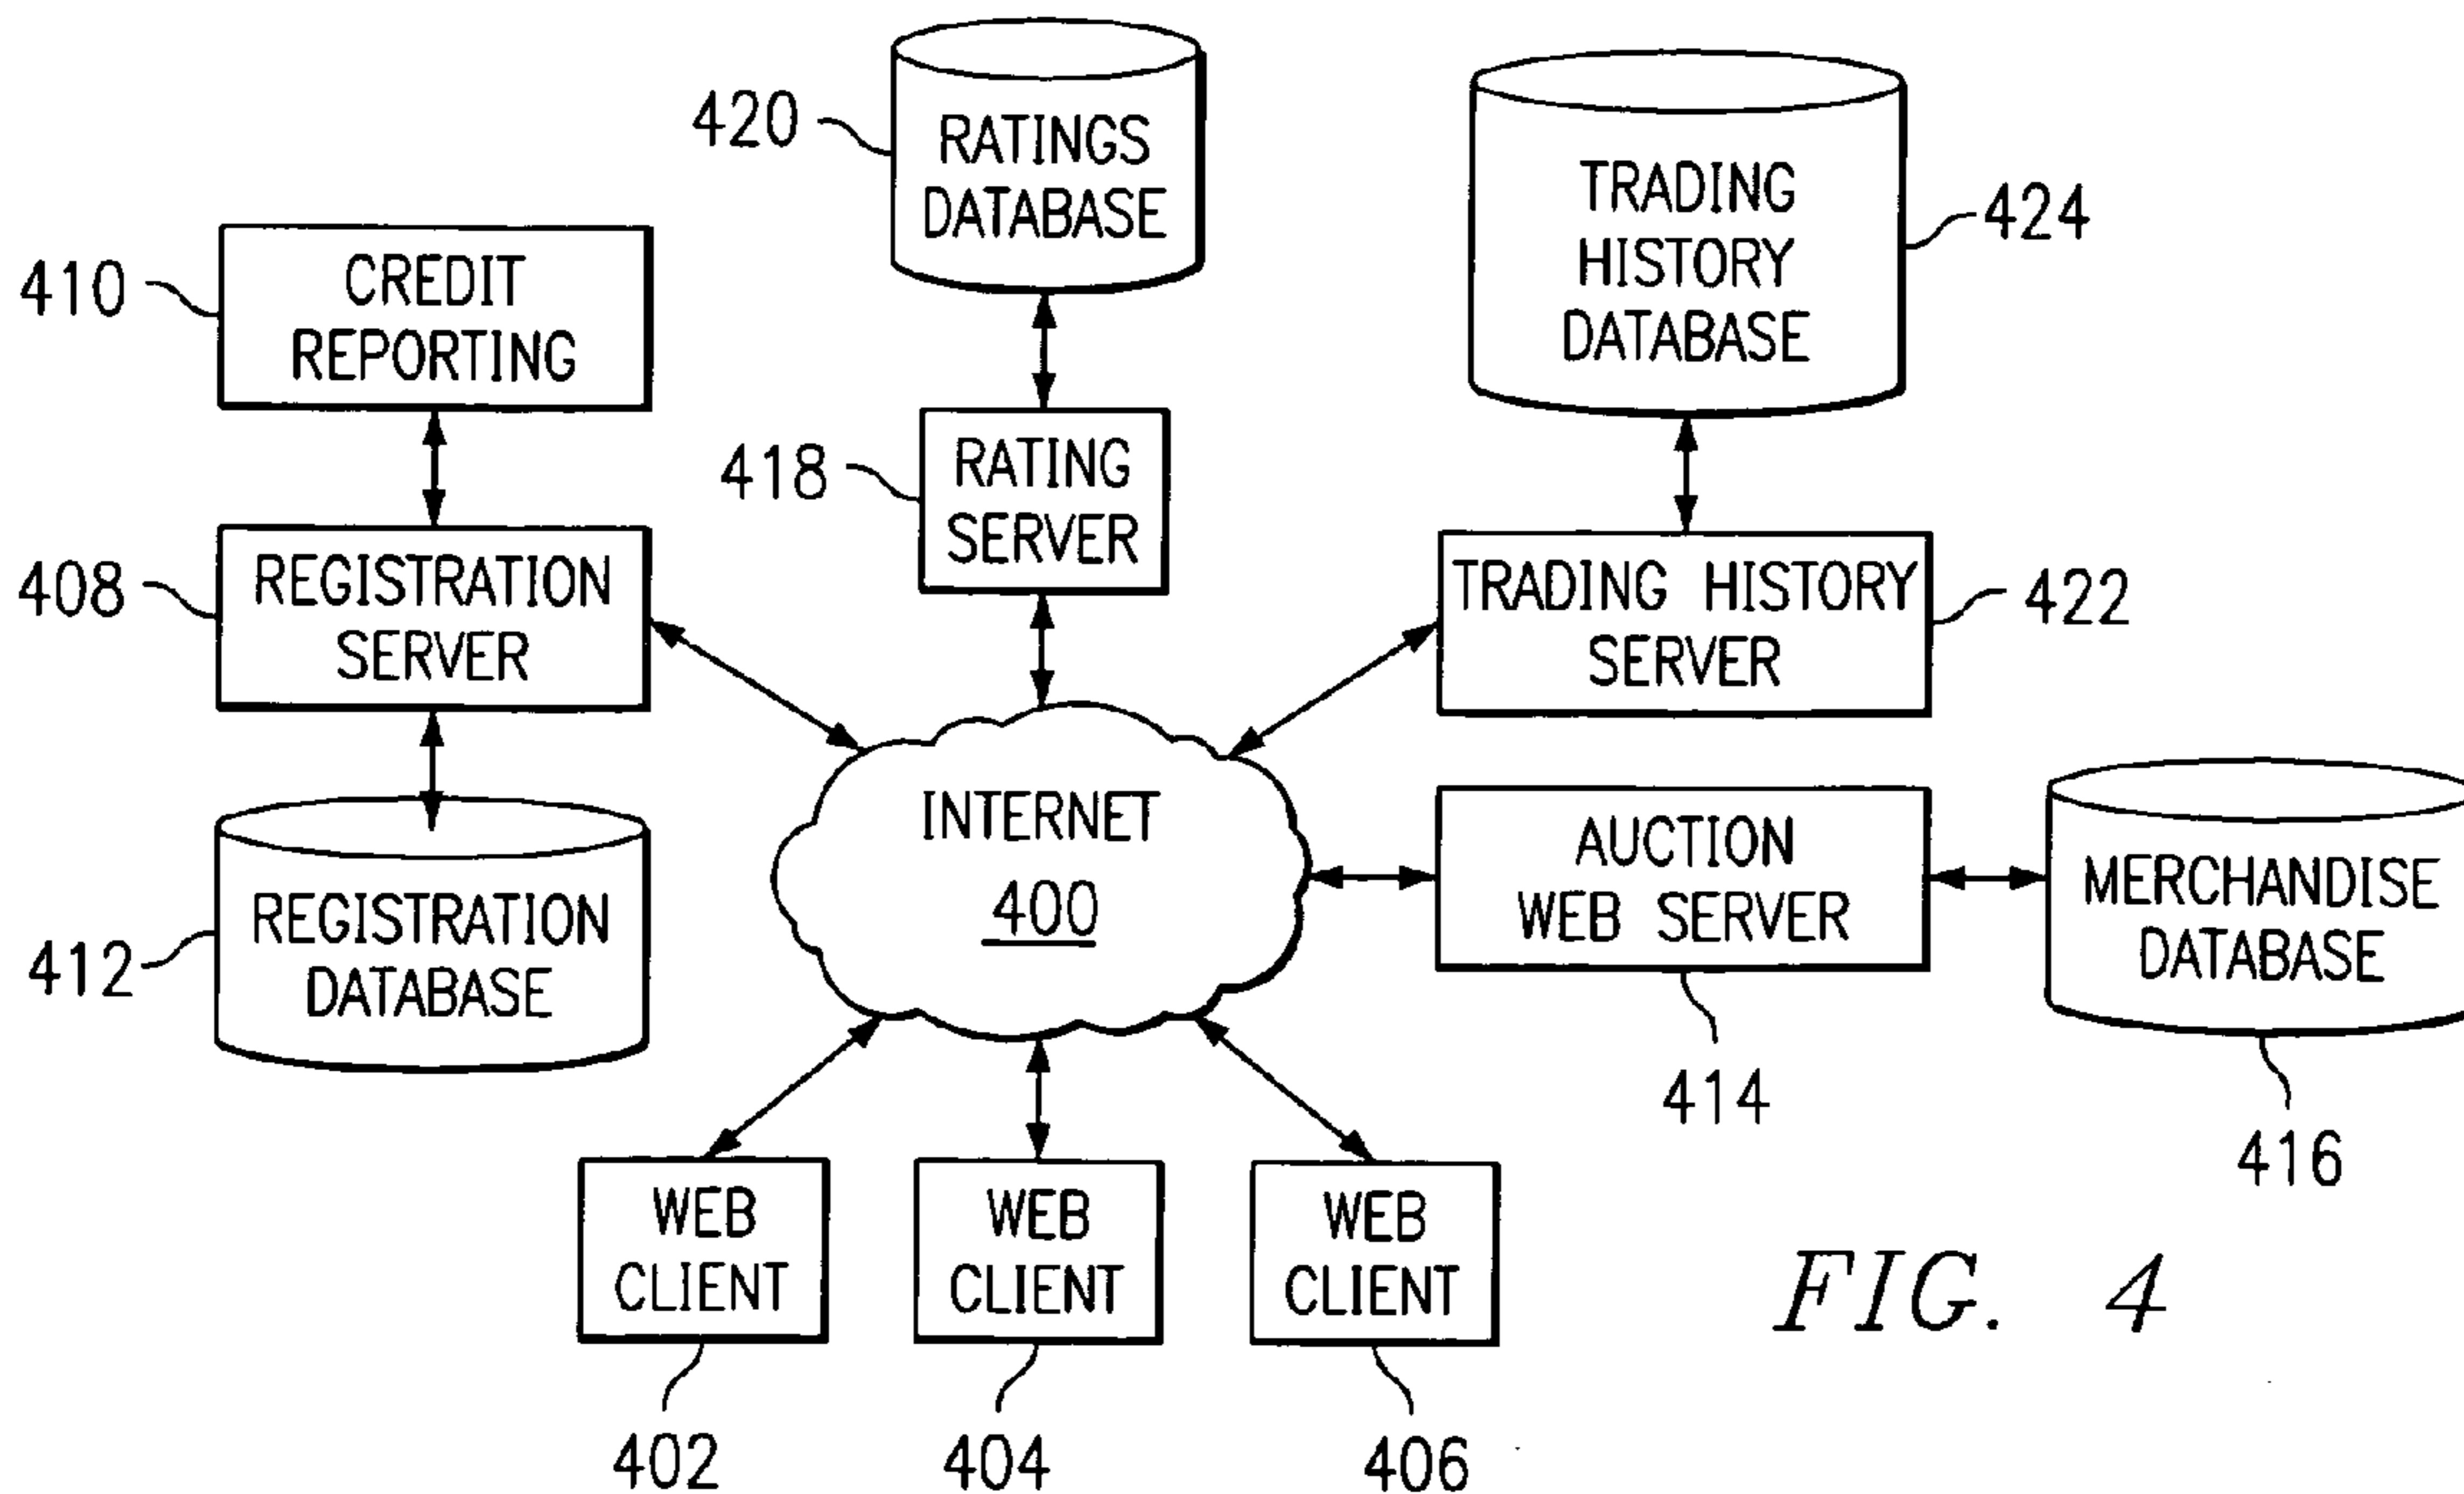 420
RATINGS
DATABASE
TRADING
HISTORY
DATABASE
424
410
CREDIT
REPORTING
418
RATING
SERVER
408
REGISTRATION
SERVER
TRADING HISTORY
SERVER
422
INTERNET
400
AUCTION
WEB SERVER
414
MERCHANDISE
DATABASE
416
412
REGISTRATION
DATABASE
WEB
CLIENT
402
WEB
CLIENT
404
WEB
CLIENT
406
FIG. 4